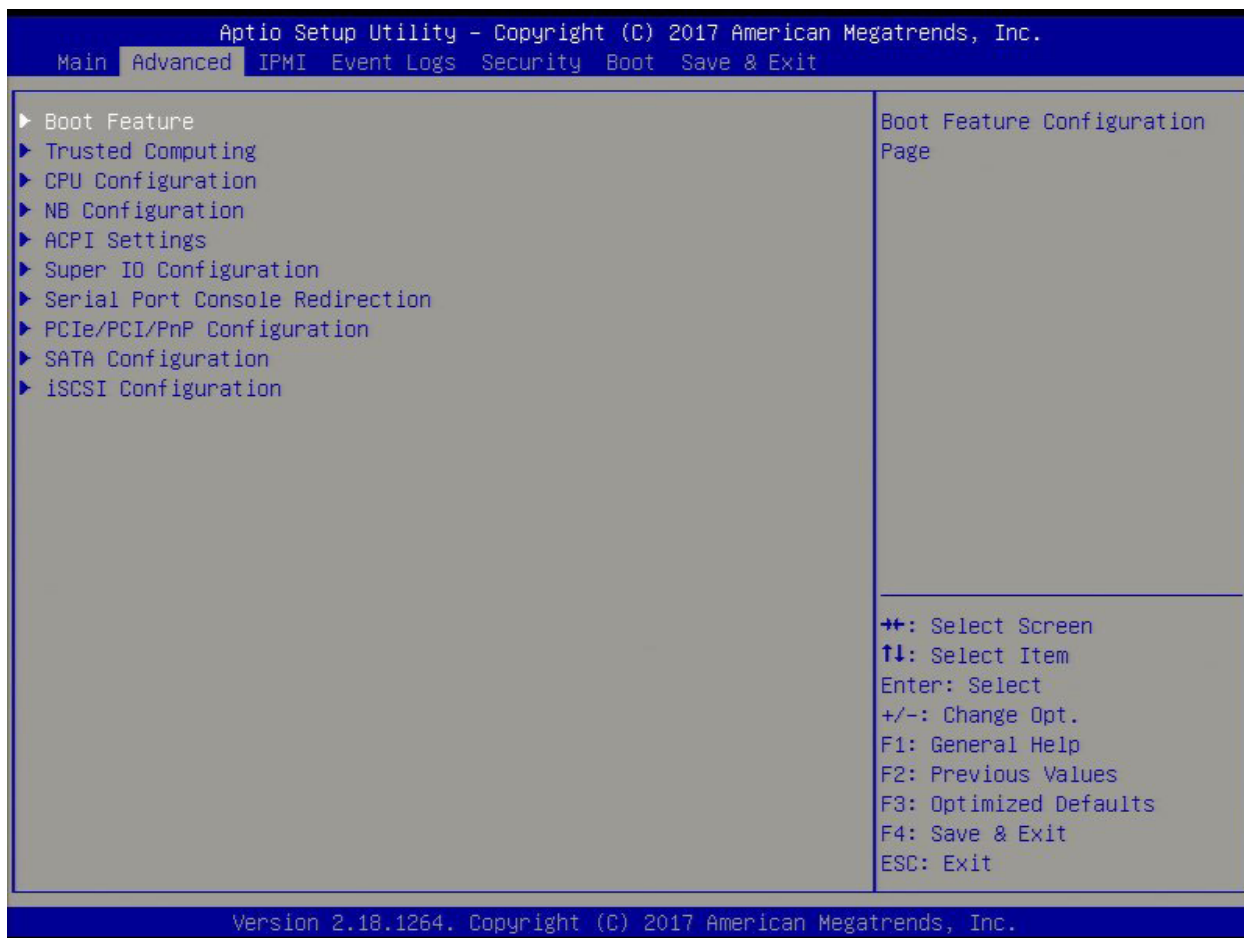 Aptio Setup Utility – Copyright (C) 2017 American Megatrends, Inc.
Main Advanced IPMI Event Logs Security Boot Save & Exit
▶ Boot Feature
▶ Trusted Computing
▶ CPU Configuration
▶ NB Configuration
▶ ACPI Settings
▶ Super IO Configuration
▶ Serial Port Console Redirection
▶ PCIe/PCI/PnP Configuration
▶ SATA Configuration
▶ iSCSI Configuration
Boot Feature Configuration
Page
→←: Select Screen
↑↓: Select Item
Enter: Select
+/-: Change Opt.
F1: General Help
F2: Previous Values
F3: Optimized Defaults
F4: Save & Exit
ESC: Exit
Version 2.18.1264. Copyright (C) 2017 American Megatrends, Inc.